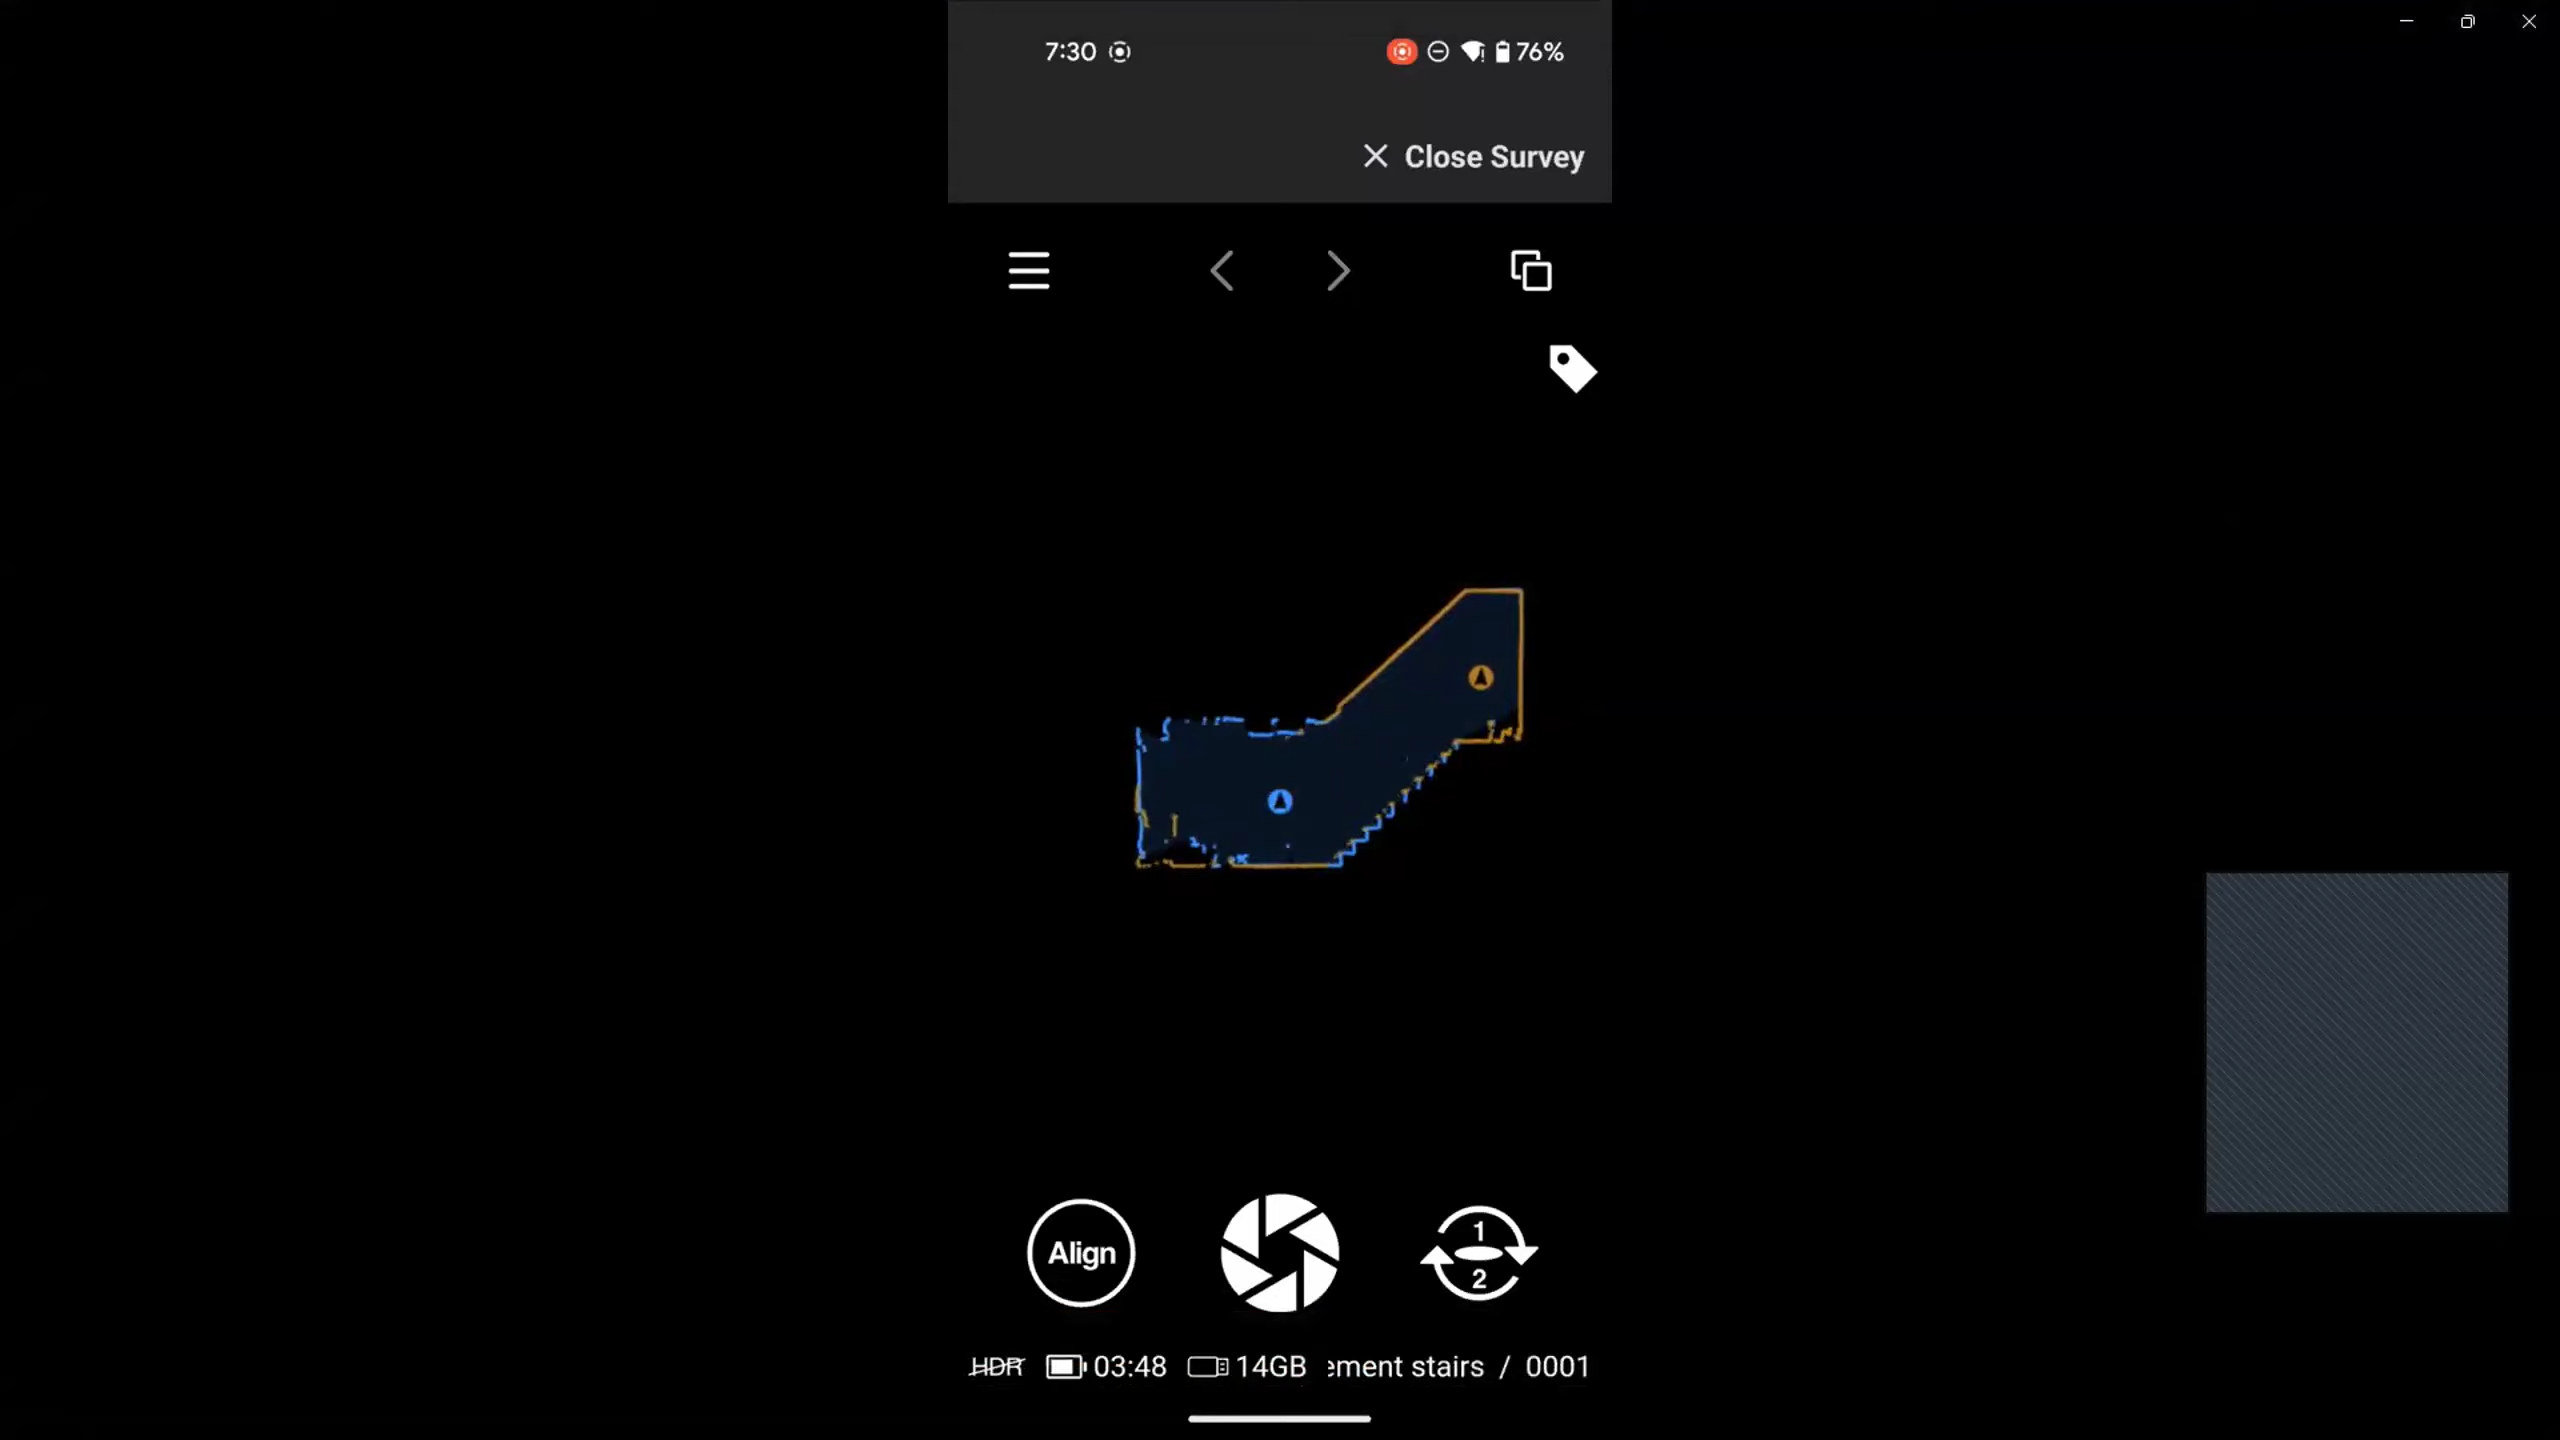 7:30 76%
Close Survey
Align
1
2
HDR 03:48 14GB ement stairs / 0001